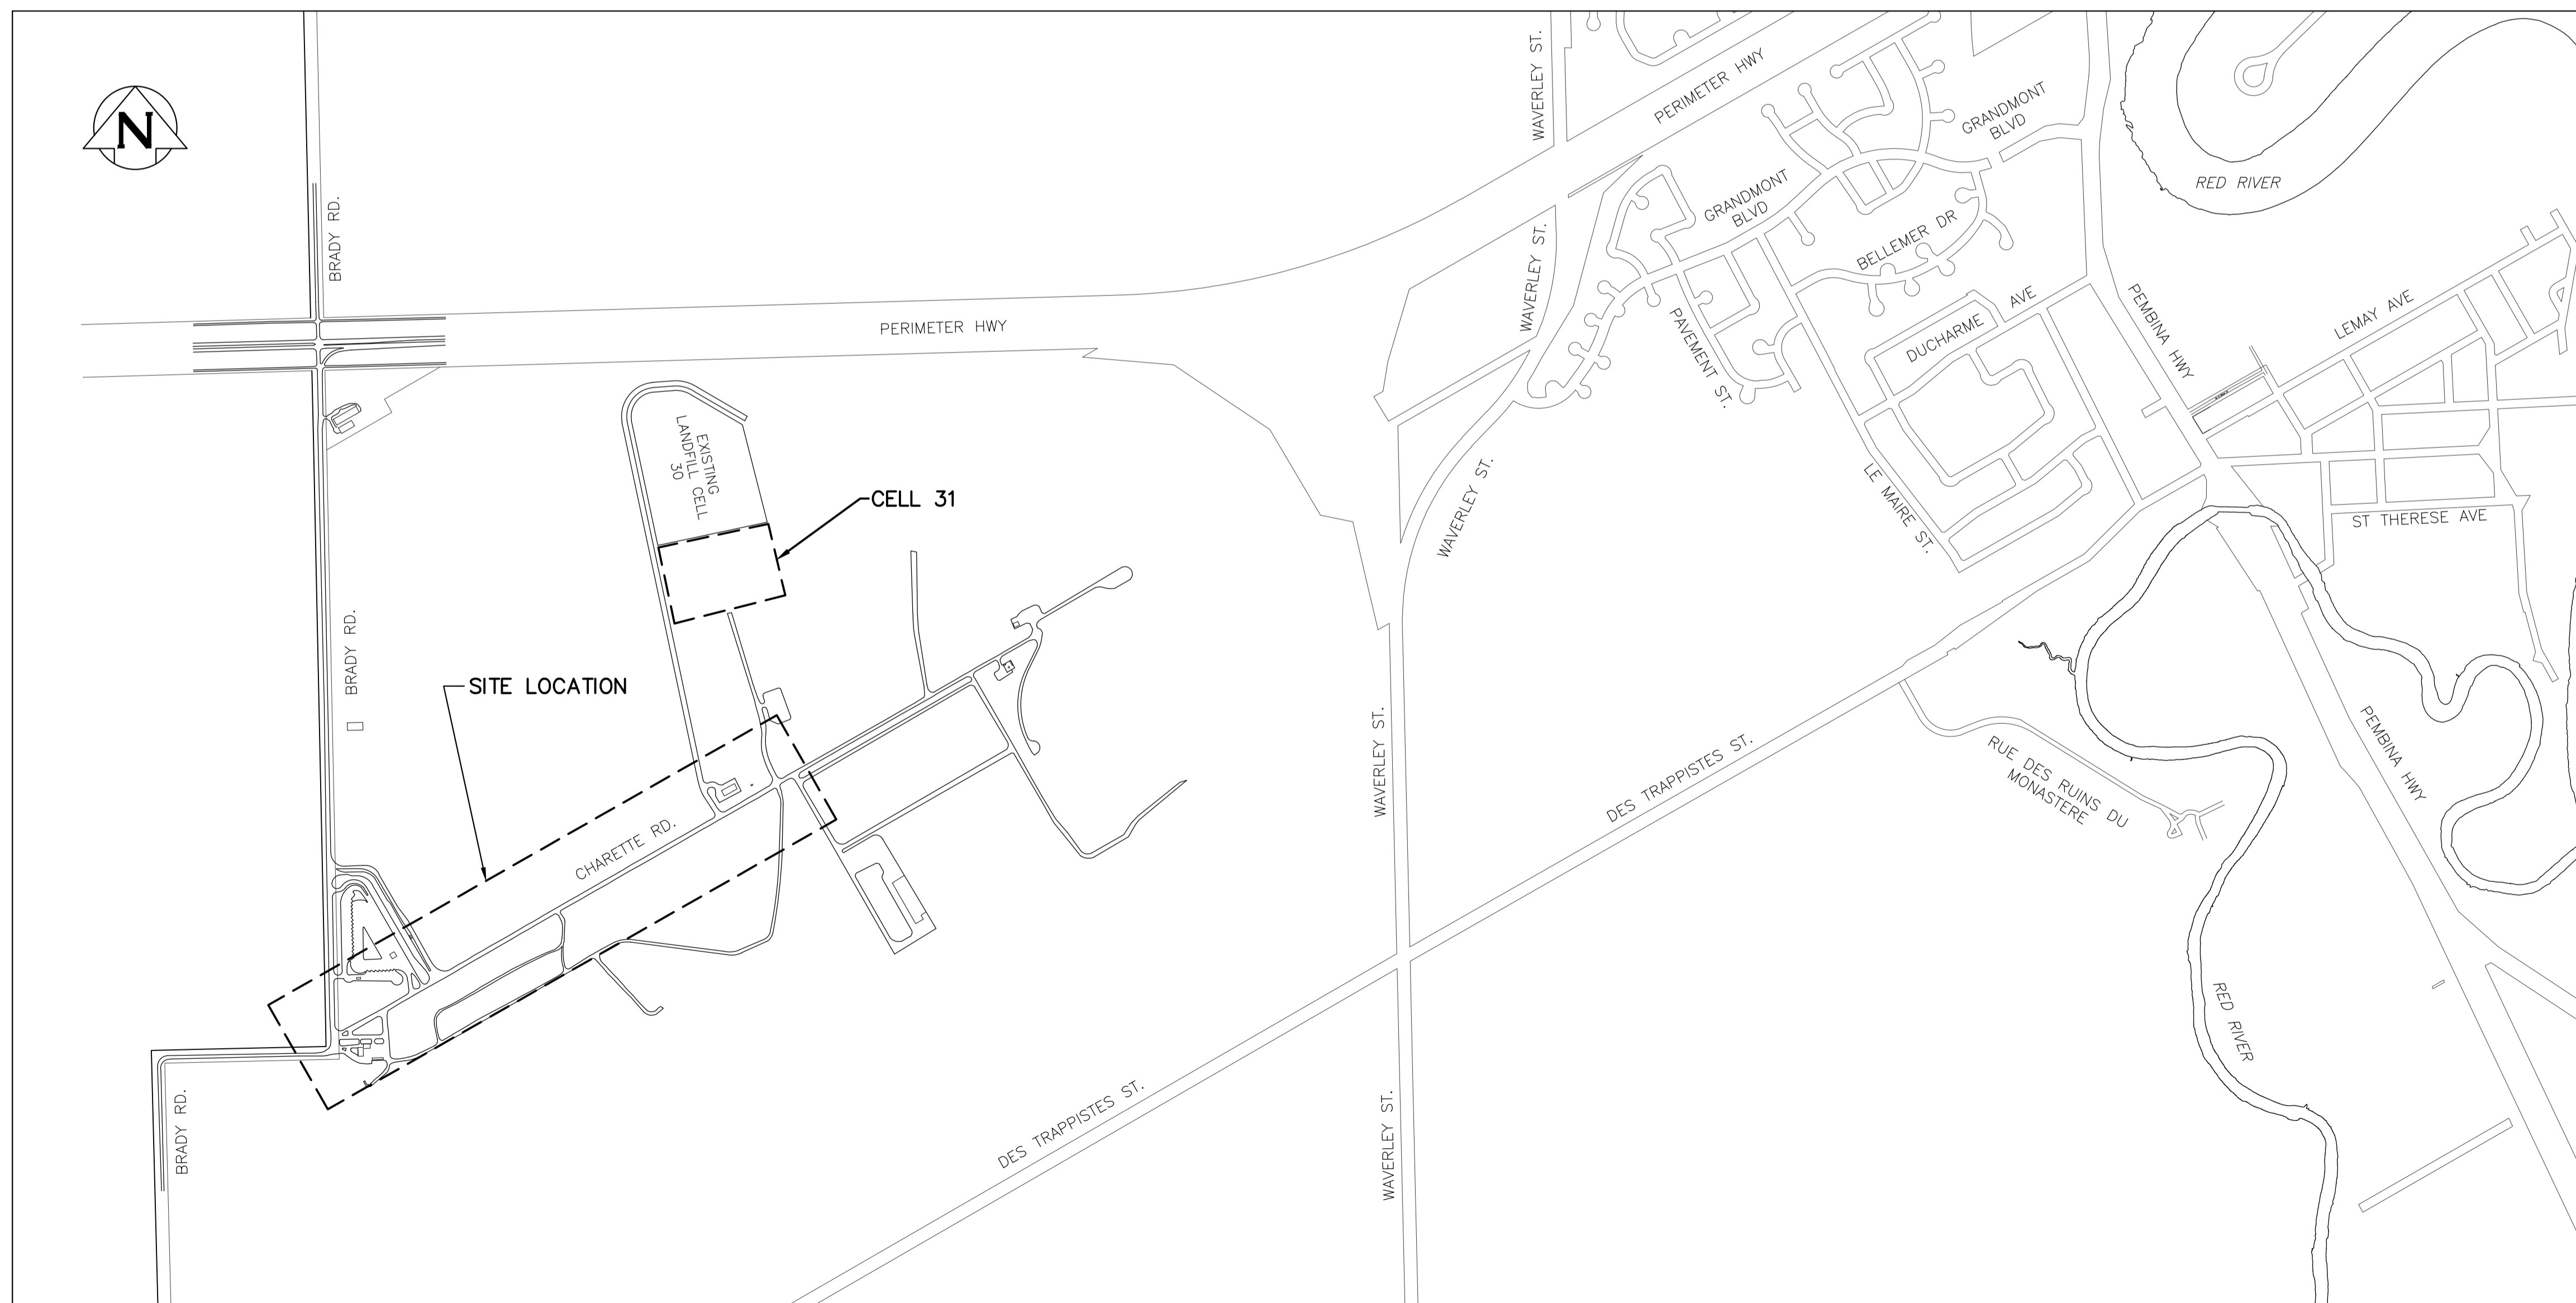 N
BRADY RD.
PERIMETER HWY
WAVERLEY ST.
PERIMETER HWY
GRANDMONT
BLVD
RED RIVER
GRANDMONT
BLVD
BELLEMER DR
WAVERLEY ST.
PAVEMENT ST.
DUCHARME AVE
PEMBINA HWY
LEMAY AVE
EXISTING
LANDFILL CELL
30
CELL 31
WAVERLEY ST.
LE MAIRE ST.
ST THERESE AVE
BRADY RD.
SITE LOCATION
CHARETTE RD.
WAVERLEY ST.
DES TRAPPISTES ST.
RUE DES RUINS DU
MONASTERE
PEMBINA HWY
RED RIVER
BRADY RD.
DES TRAPPISTES ST.
WAVERLEY ST.